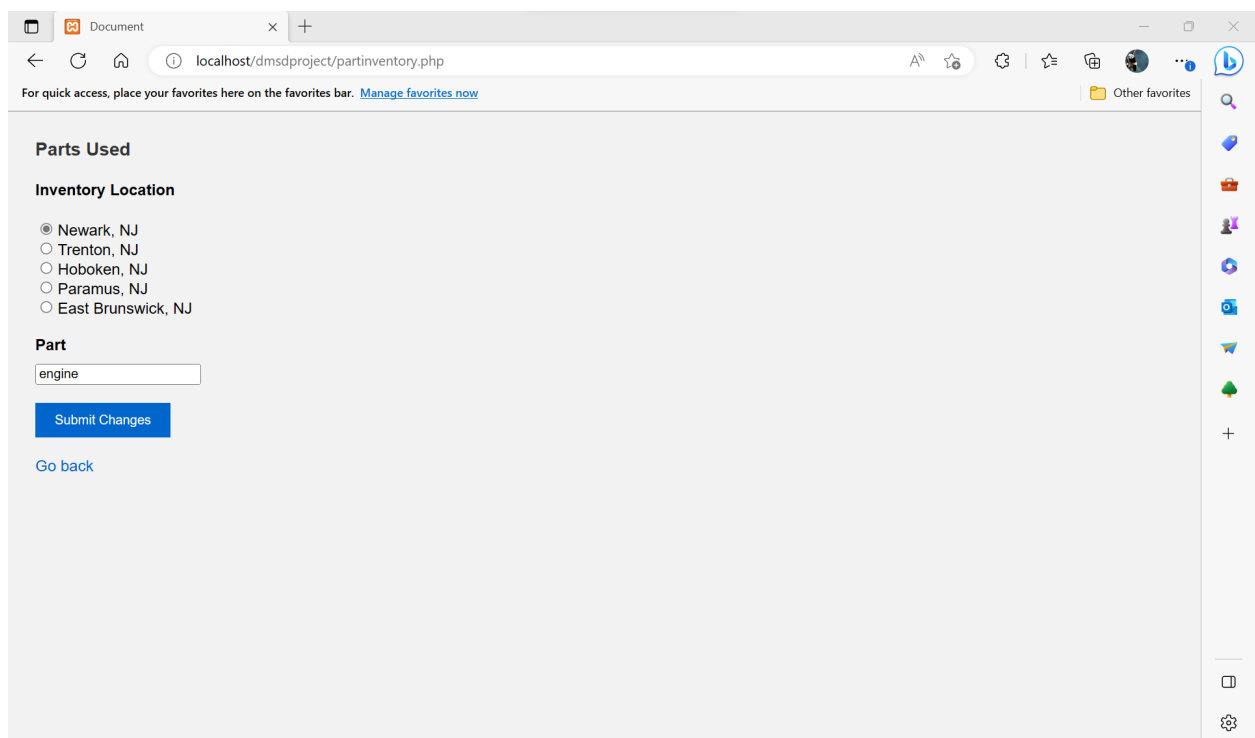 Document
localhost/dmsdproject/partinventory.php
For quick access, place your favorites here on the favorites bar. Manage favorites now
Other favorites
Parts Used
Inventory Location
Newark, NJ
Trenton, NJ
Hoboken, NJ
Paramus, NJ
East Brunswick, NJ
Part
engine
Submit Changes
Go back